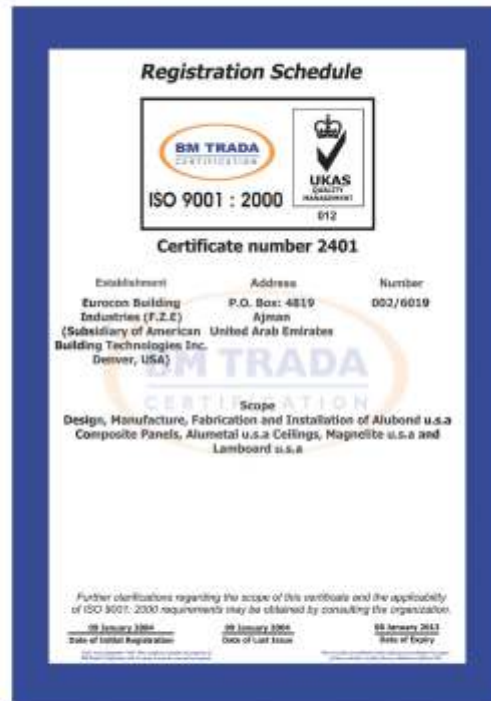 Registration Schedule
BM TRADA
CERTIFICATION
ISO 9001 : 2000
UKAS
QUALITY
MANAGEMENT
012
Certificate number 2401
Establishment Address Number
Eurocon Building P.O. Box: 4819 002/6019
Industries (F.Z.E) Ajman
(Subsidiary of American United Arab Emirates
Building Technologies Inc.
Denver, USA)
BM TRADA
CERTIFICATION
Scope
Design, Manufacture, Fabrication and Installation of Alubond u.s.a
Composite Panels, Alumetal u.s.a Ceilings, Magnelite u.s.a and
Lamboard u.s.a
Further clarifications regarding the scope of this certificate and the applicability
of ISO 9001: 2000 requirements may be obtained by consulting the organization.
09 January 2004 09 January 2004 08 January 2013
Date of Initial Registration Date of Last Issue Date of Expiry